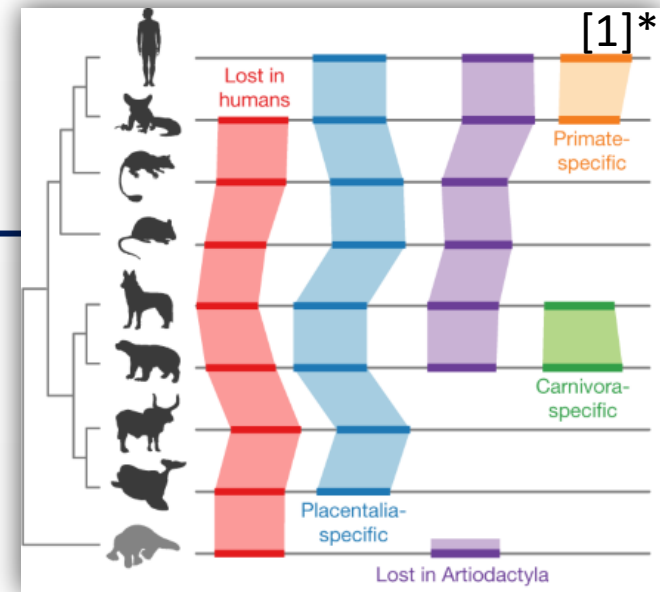 [1]*
Lost in
humans
Primate-
specific
Carnivora-
specific
Placentalia-
specific
Lost in Artiodactyla